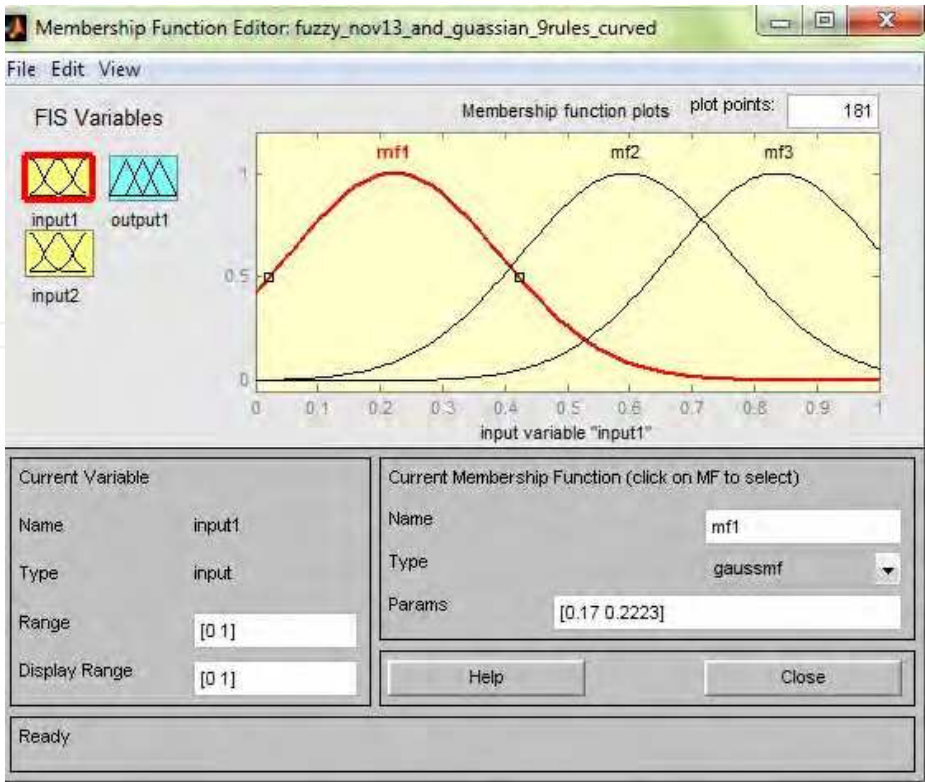 Membership Function Editor: fuzzy_nov13_and_guassian_9rules_curved
File Edit View
FIS Variables
Membership function plots
plot points:
181
input1
output1
input2
mf1
mf2
mf3
1
0.5
0
0 0.1 0.2 0.3 0.4 0.5 0.6 0.7 0.8 0.9 1
input variable "input1"
Current Variable
Name input1
Type input
Range [0 1]
Display Range [0 1]
Current Membership Function (click on MF to select)
Name mf1
Type gaussmf
Params [0.17 0.2223]
Help
Close
Ready